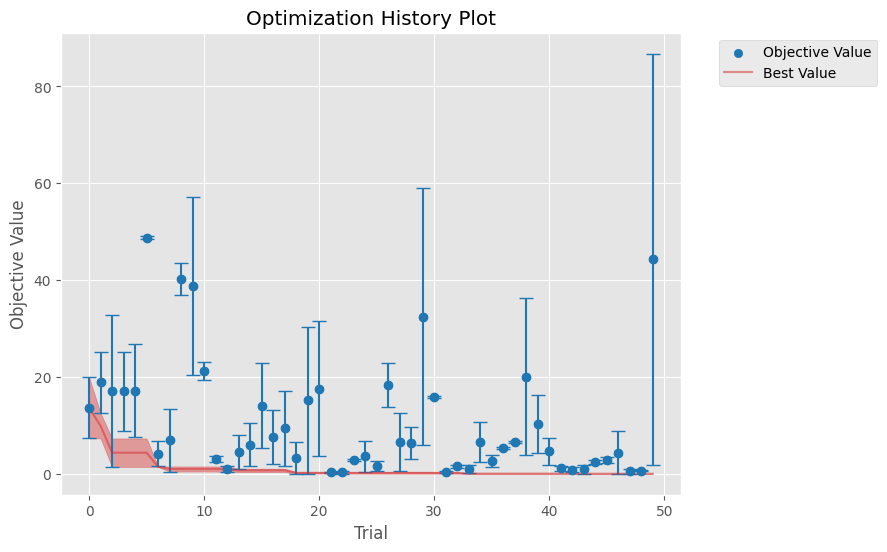 Optimization History Plot
Objective Value
Best Value
Objective Value
80
60
40
20
0
0 10 20 30 40 50
Trial